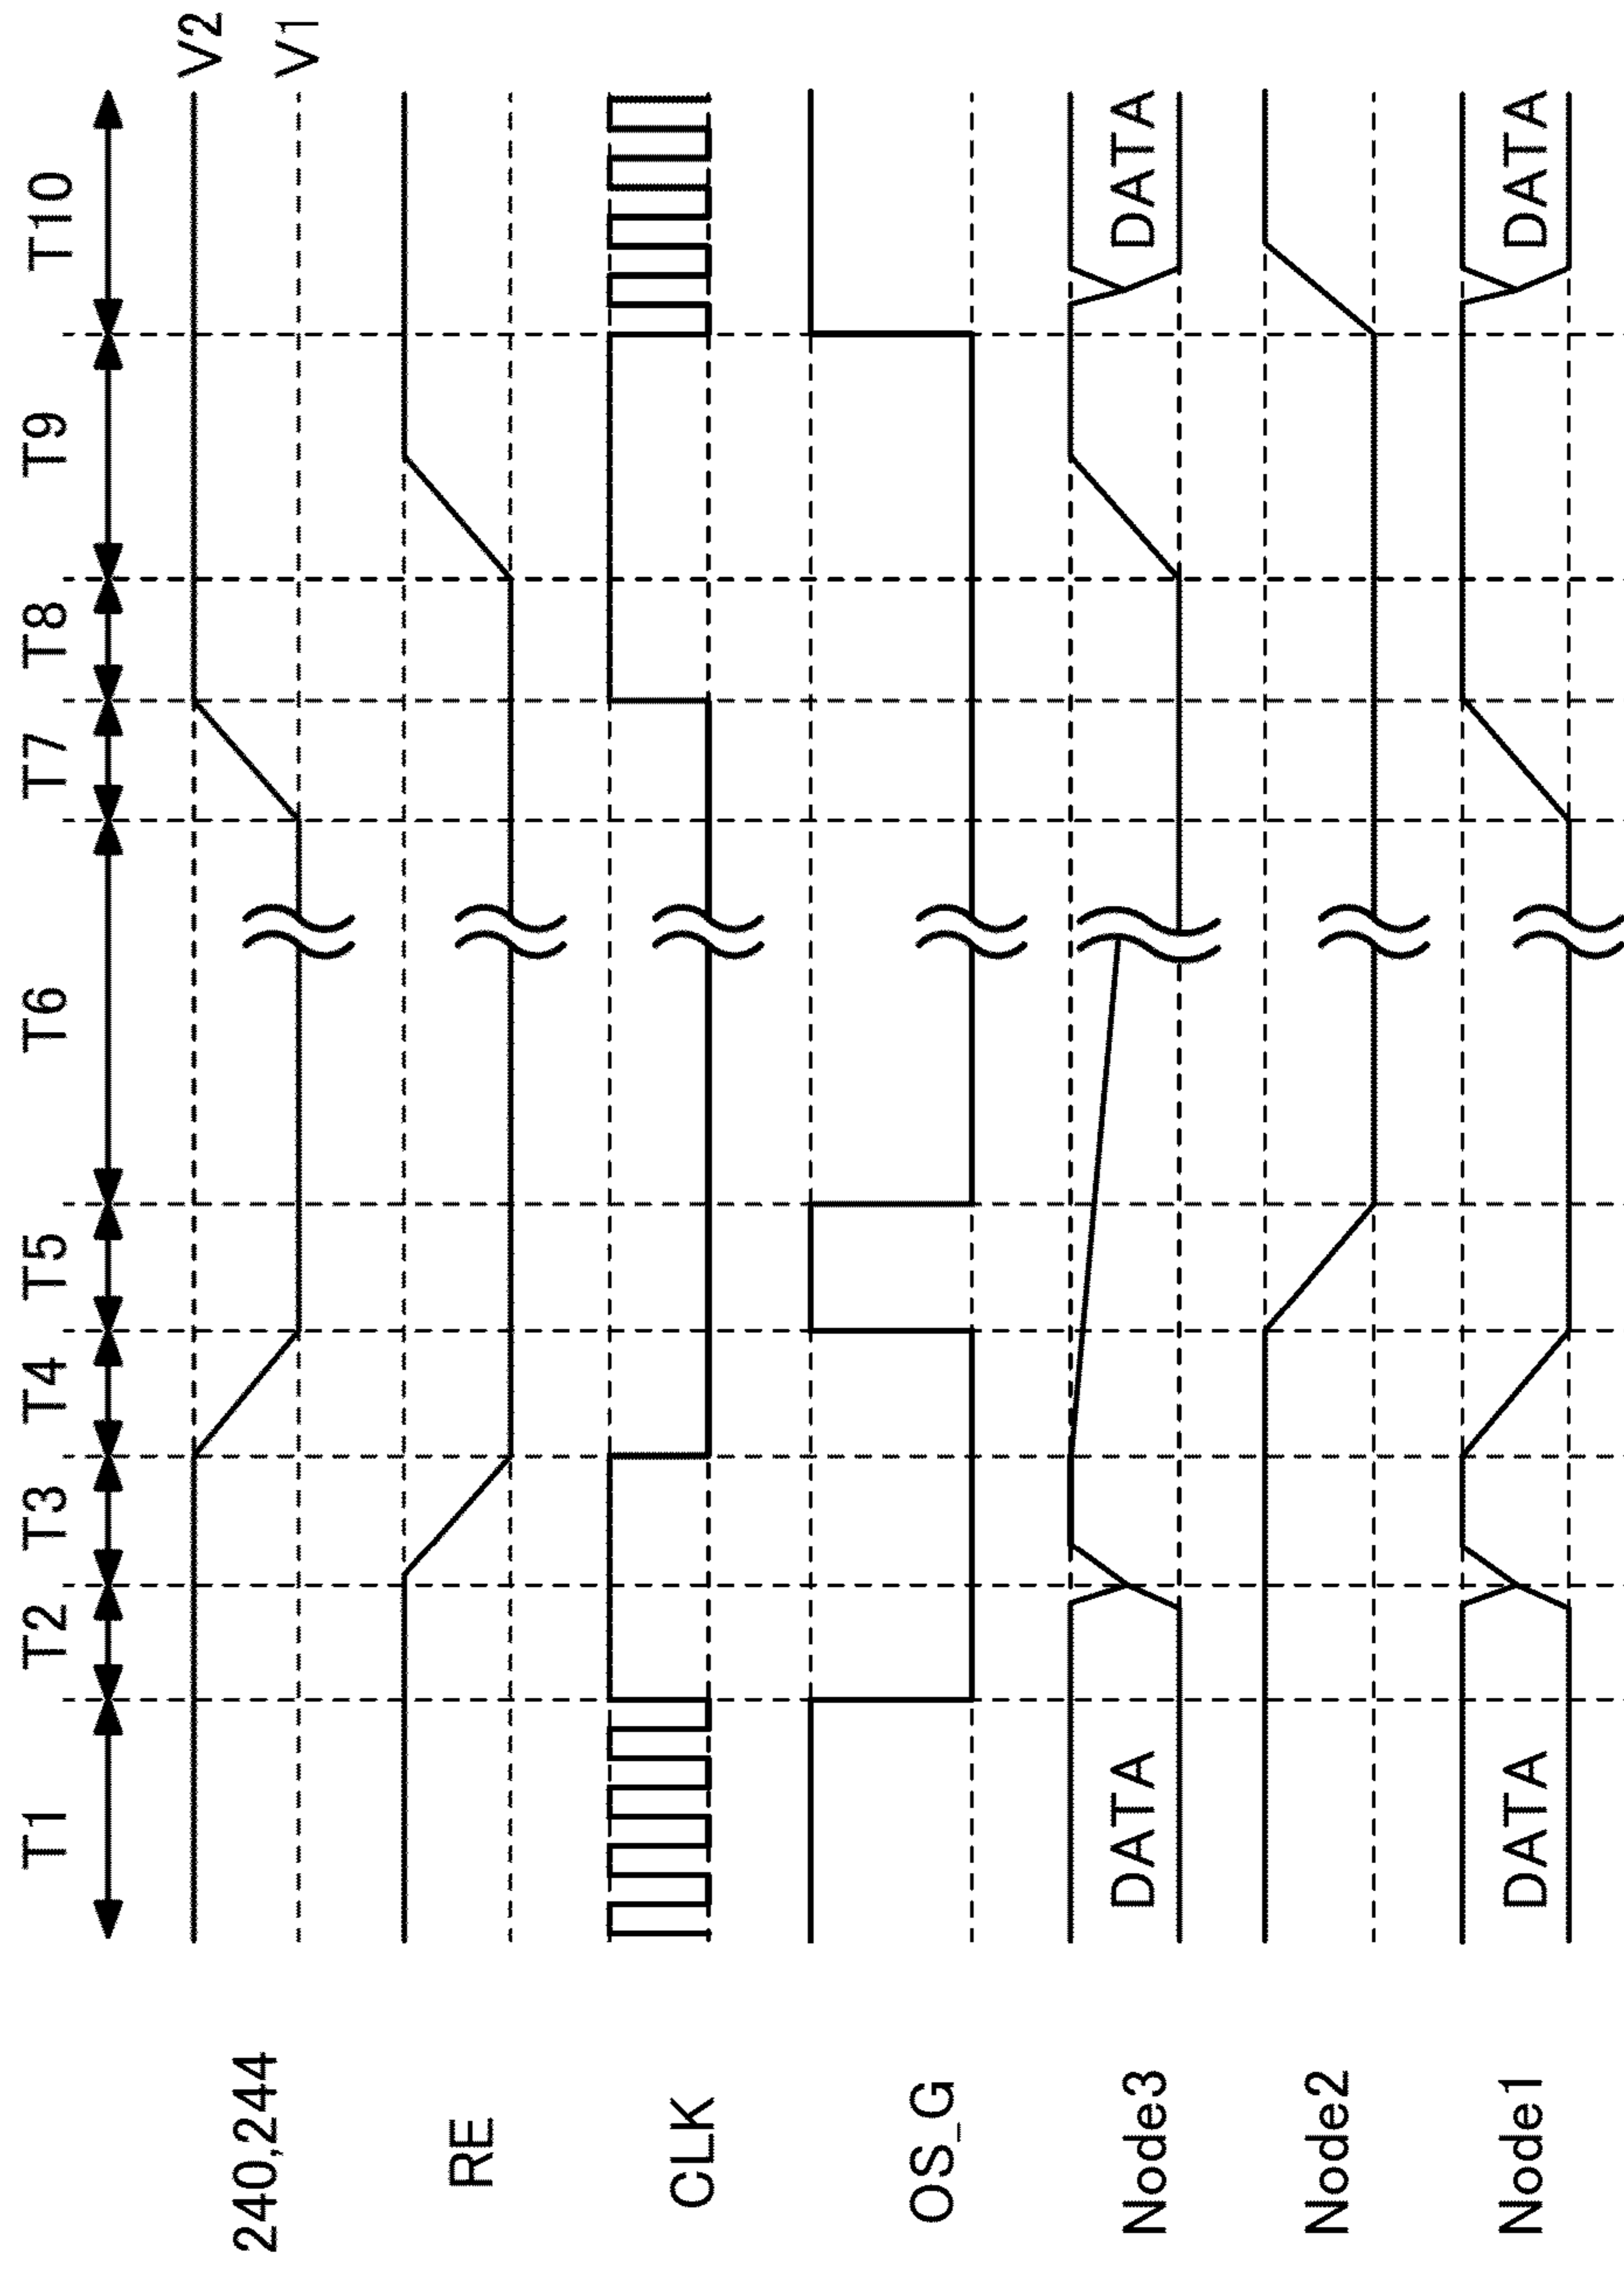 T1 T2 T3 T4 T5 T6 T7 T8 T9 T10
240,244 V2
V1
RE
CLK
OS_G
Node3 DATA DATA
Node2
Node1 DATA DATA